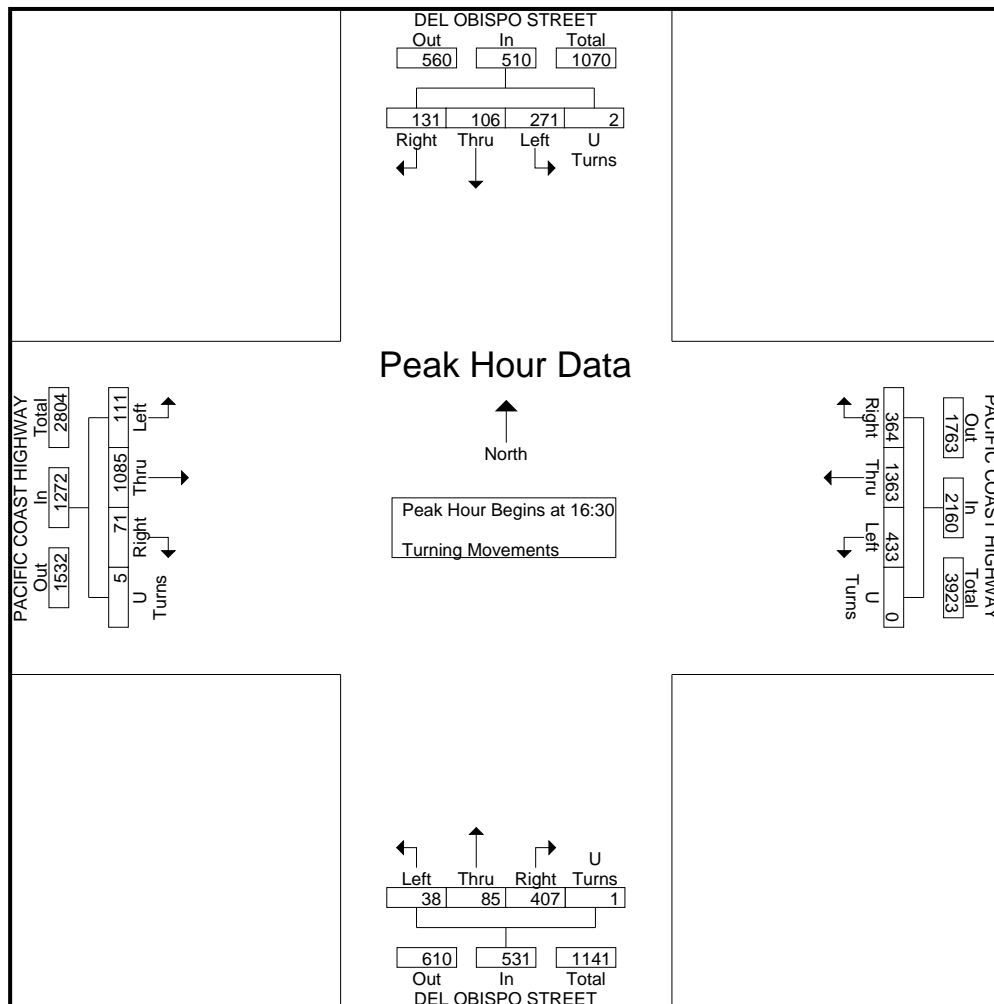 DEL OBISPO STREET
Out In Total
560 510 1070
131 106 271 2
Right Thru Left U
Turns
Peak Hour Data
North
Peak Hour Begins at 16:30
Turning Movements
PACIFIC COAST HIGHWAY
Out In Total
1532 1272 2804
111 1085 71 5
Left Thru Right U
Turns
PACIFIC COAST HIGHWAY
Out In Total
1763 2160 3923
364 1363 433 0
Right Thru Left U
Turns
U
Left Thru Right Turns
38 85 407 1
610 531 1141
Out In Total
DEL OBISPO STREET